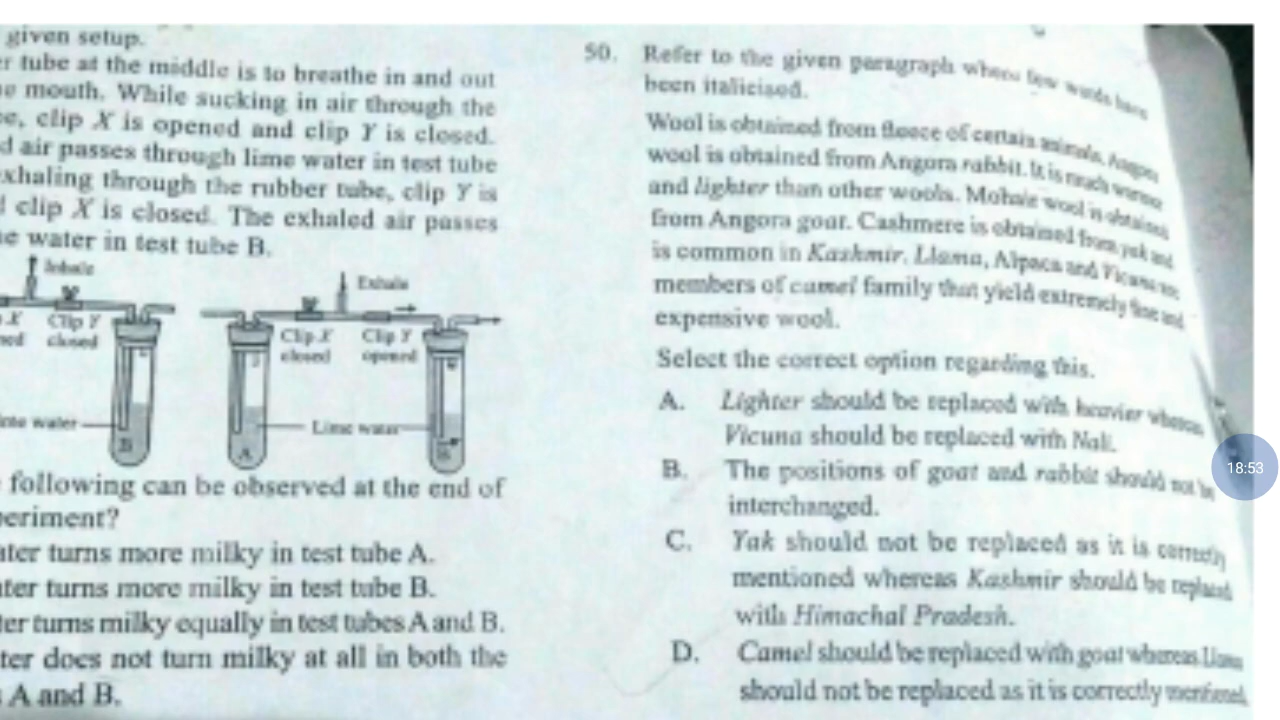 given setup.
r tube at the middle is to breathe in and out
e mouth. While sucking in air through the
e, clip X is opened and clip Y is closed.
d air passes through lime water in test tube
xhaling through the rubber tube, clip Y is
d clip X is closed. The exhaled air passes
e water in test tube B.
Inhale
X Clip Y
closed
Exhale
Clip X Clip Y
closed opened
water
Lime water
B
A
following can be observed at the end of
periment?
ater turns more milky in test tube A.
ater turns more milky in test tube B.
ter turns milky equally in test tubes A and B.
ter does not turn milky at all in both the
A and B.
50. Refer to the given paragraph where few words have
been italicised.
Wool is obtained from fleece of certain animals. Angora
wool is obtained from Angora rabbit. It is much warmer
and lighter than other wools. Mohair wool is obtained
from Angora goat. Cashmere is obtained from yak and
is common in Kashmir. Llama, Alpaca and Vicuna are
members of camel family that yield extremely fine and
expensive wool.
Select the correct option regarding this.
A. Lighter should be replaced with heavier whereas
Vicuna should be replaced with Nali.
B. The positions of goat and rabbit should not be
interchanged.
C. Yak should not be replaced as it is correctly
mentioned whereas Kashmir should be replaced
with Himachal Pradesh.
D. Camel should be replaced with goat whereas Llama
should not be replaced as it is correctly mentioned.
18:53